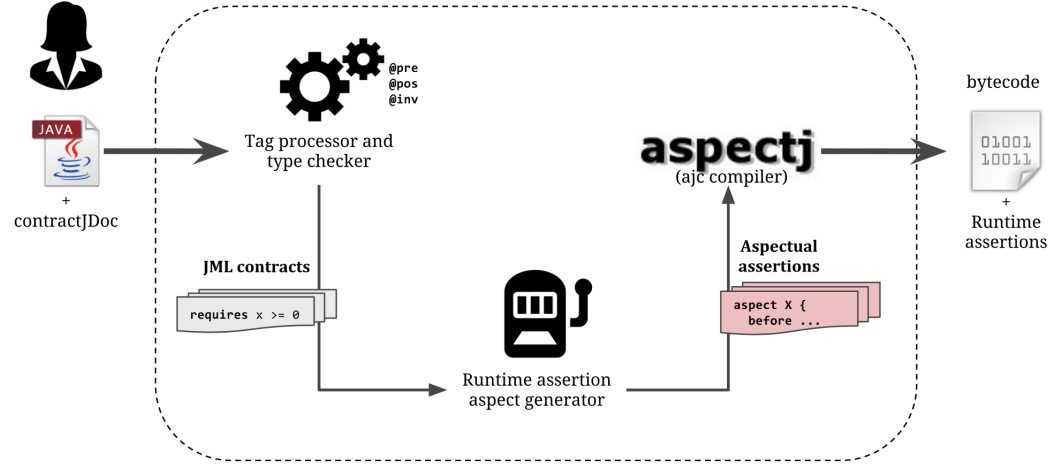 JAVA
+
contractJDoc
@pre
@pos
@inv
Tag processor and
type checker
JML contracts
requires x >= 0
Runtime assertion
aspect generator
Aspectual
assertions
aspect X {
before ...
aspectj
(ajc compiler)
bytecode
01001
10011
+
Runtime
assertions